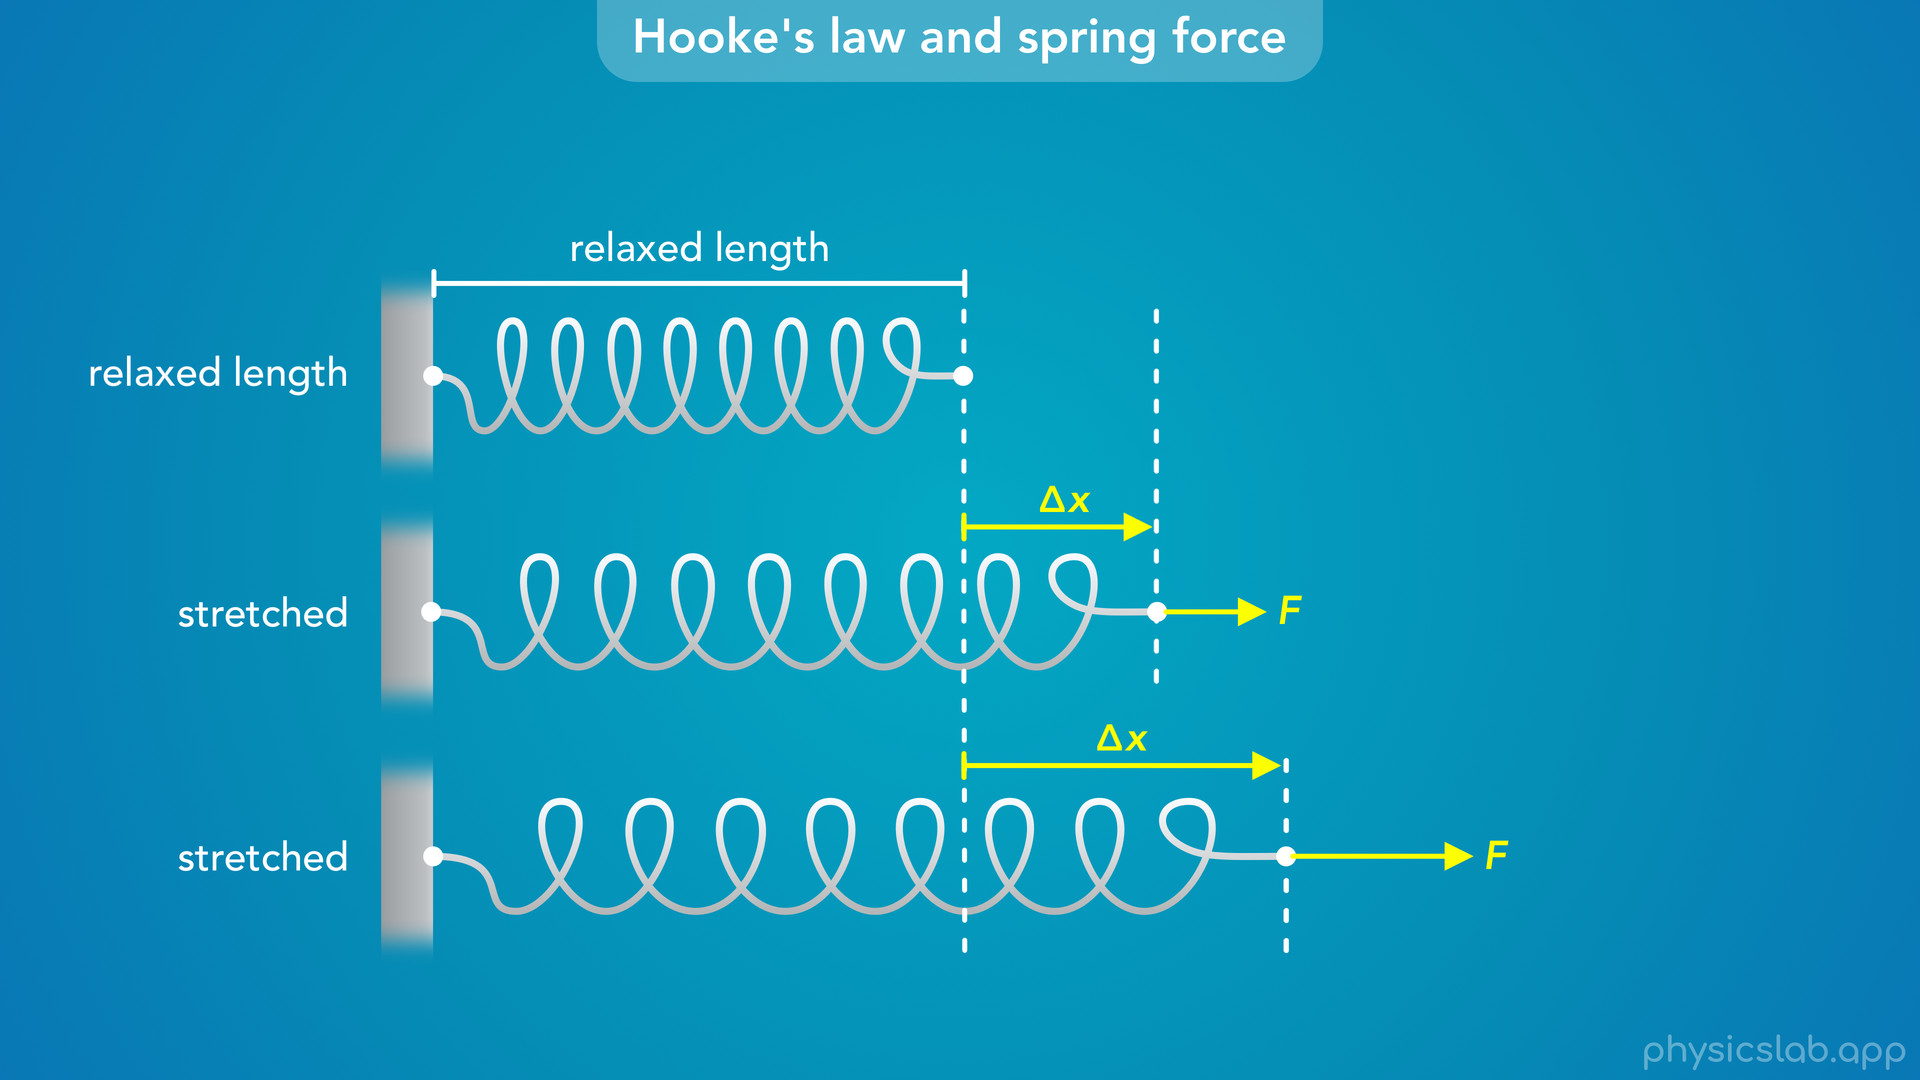 Hooke's law and spring force
relaxed length
relaxed length
Δx
stretched
F
Δx
stretched
F
physicslab.app